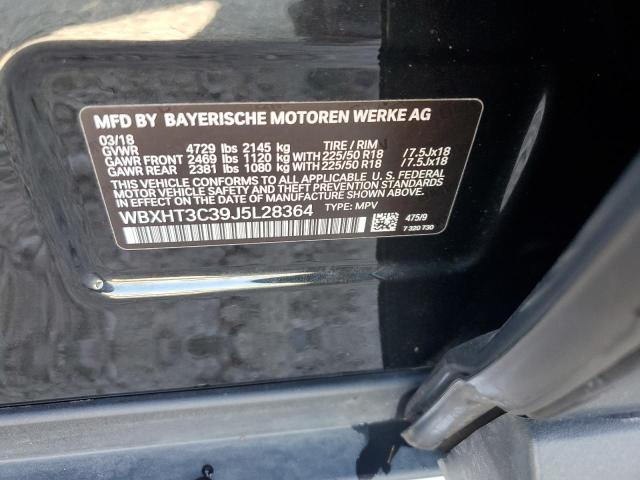 MFD BY BAYERISCHE MOTOREN WERKE AG
03/18
GVWR 4729 lbs 2145 kg TIRE / RIM
GAWR FRONT 2469 lbs 1120 kg WITH 225/50 R18 /7.5Jx18
GAWR REAR 2381 lbs 1080 kg WITH 225/50 R18 /7.5Jx18
THIS VEHICLE CONFORMS TO ALL APPLICABLE U.S. FEDERAL
MOTOR VEHICLE SAFETY, BUMPER, AND THEFT PREVENTION
STANDARDS IN EFFECT ON THE DATE OF MANUFACTURE SHOWN ABOVE.
WBXHT3C39J5L28364 TYPE: MPV
475/9
7 320 730